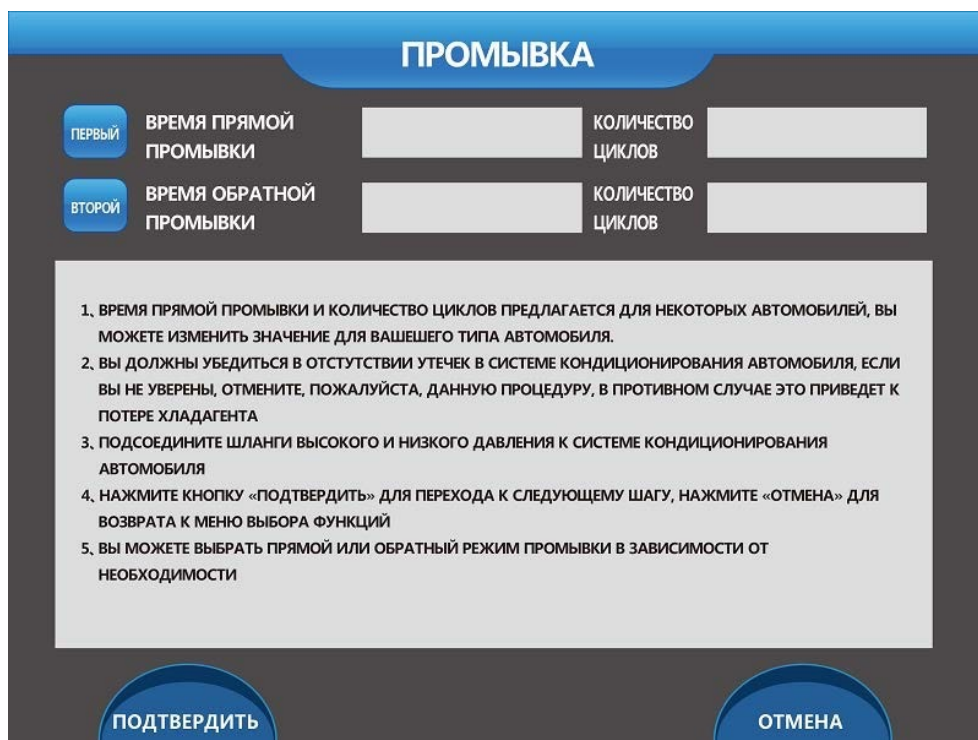 ПРОМЫВКА
ПЕРВЫЙ
ВРЕМЯ ПРЯМОЙ
ПРОМЫВКИ
КОЛИЧЕСТВО
ЦИКЛОВ
ВТОРОЙ
ВРЕМЯ ОБРАТНОЙ
ПРОМЫВКИ
КОЛИЧЕСТВО
ЦИКЛОВ
1、ВРЕМЯ ПРЯМОЙ ПРОМЫВКИ И КОЛИЧЕСТВО ЦИКЛОВ ПРЕДЛАГАЕТСЯ ДЛЯ НЕКОТОРЫХ АВТОМОБИЛЕЙ, ВЫ
МОЖЕТЕ ИЗМЕНИТЬ ЗНАЧЕНИЕ ДЛЯ ВАШЕШЕГО ТИПА АВТОМОБИЛЯ.
2、ВЫ ДОЛЖНЫ УБЕДИТЬСЯ В ОТСТУТСТВИИ УТЕЧЕК В СИСТЕМЕ КОНДИЦИОНИРОВАНИЯ АВТОМОБИЛЯ, ЕСЛИ
ВЫ НЕ УВЕРЕНЫ, ОТМЕНИТЕ, ПОЖАЛУЙСТА, ДАННУЮ ПРОЦЕДУРУ, В ПРОТИВНОМ СЛУЧАЕ ЭТО ПРИВЕДЕТ К
ПОТЕРЕ ХЛАДАГЕНТА
3、ПОДСОЕДИНИТЕ ШЛАНГИ ВЫСОКОГО И НИЗКОГО ДАВЛЕНИЯ К СИСТЕМЕ КОНДИЦИОНИРОВАНИЯ
АВТОМОБИЛЯ
4、НАЖМИТЕ КНОПКУ «ПОДТВЕРДИТЬ» ДЛЯ ПЕРЕХОДА К СЛЕДУЮЩЕМУ ШАГУ, НАЖМИТЕ «ОТМЕНА» ДЛЯ
ВОЗВРАТА К МЕНЮ ВЫБОРА ФУНКЦИЙ
5、ВЫ МОЖЕТЕ ВЫБРАТЬ ПРЯМОЙ ИЛИ ОБРАТНЫЙ РЕЖИМ ПРОМЫВКИ В ЗАВИСИМОСТИ ОТ
НЕОБХОДИМОСТИ
ПОДТВЕРДИТЬ
ОТМЕНА